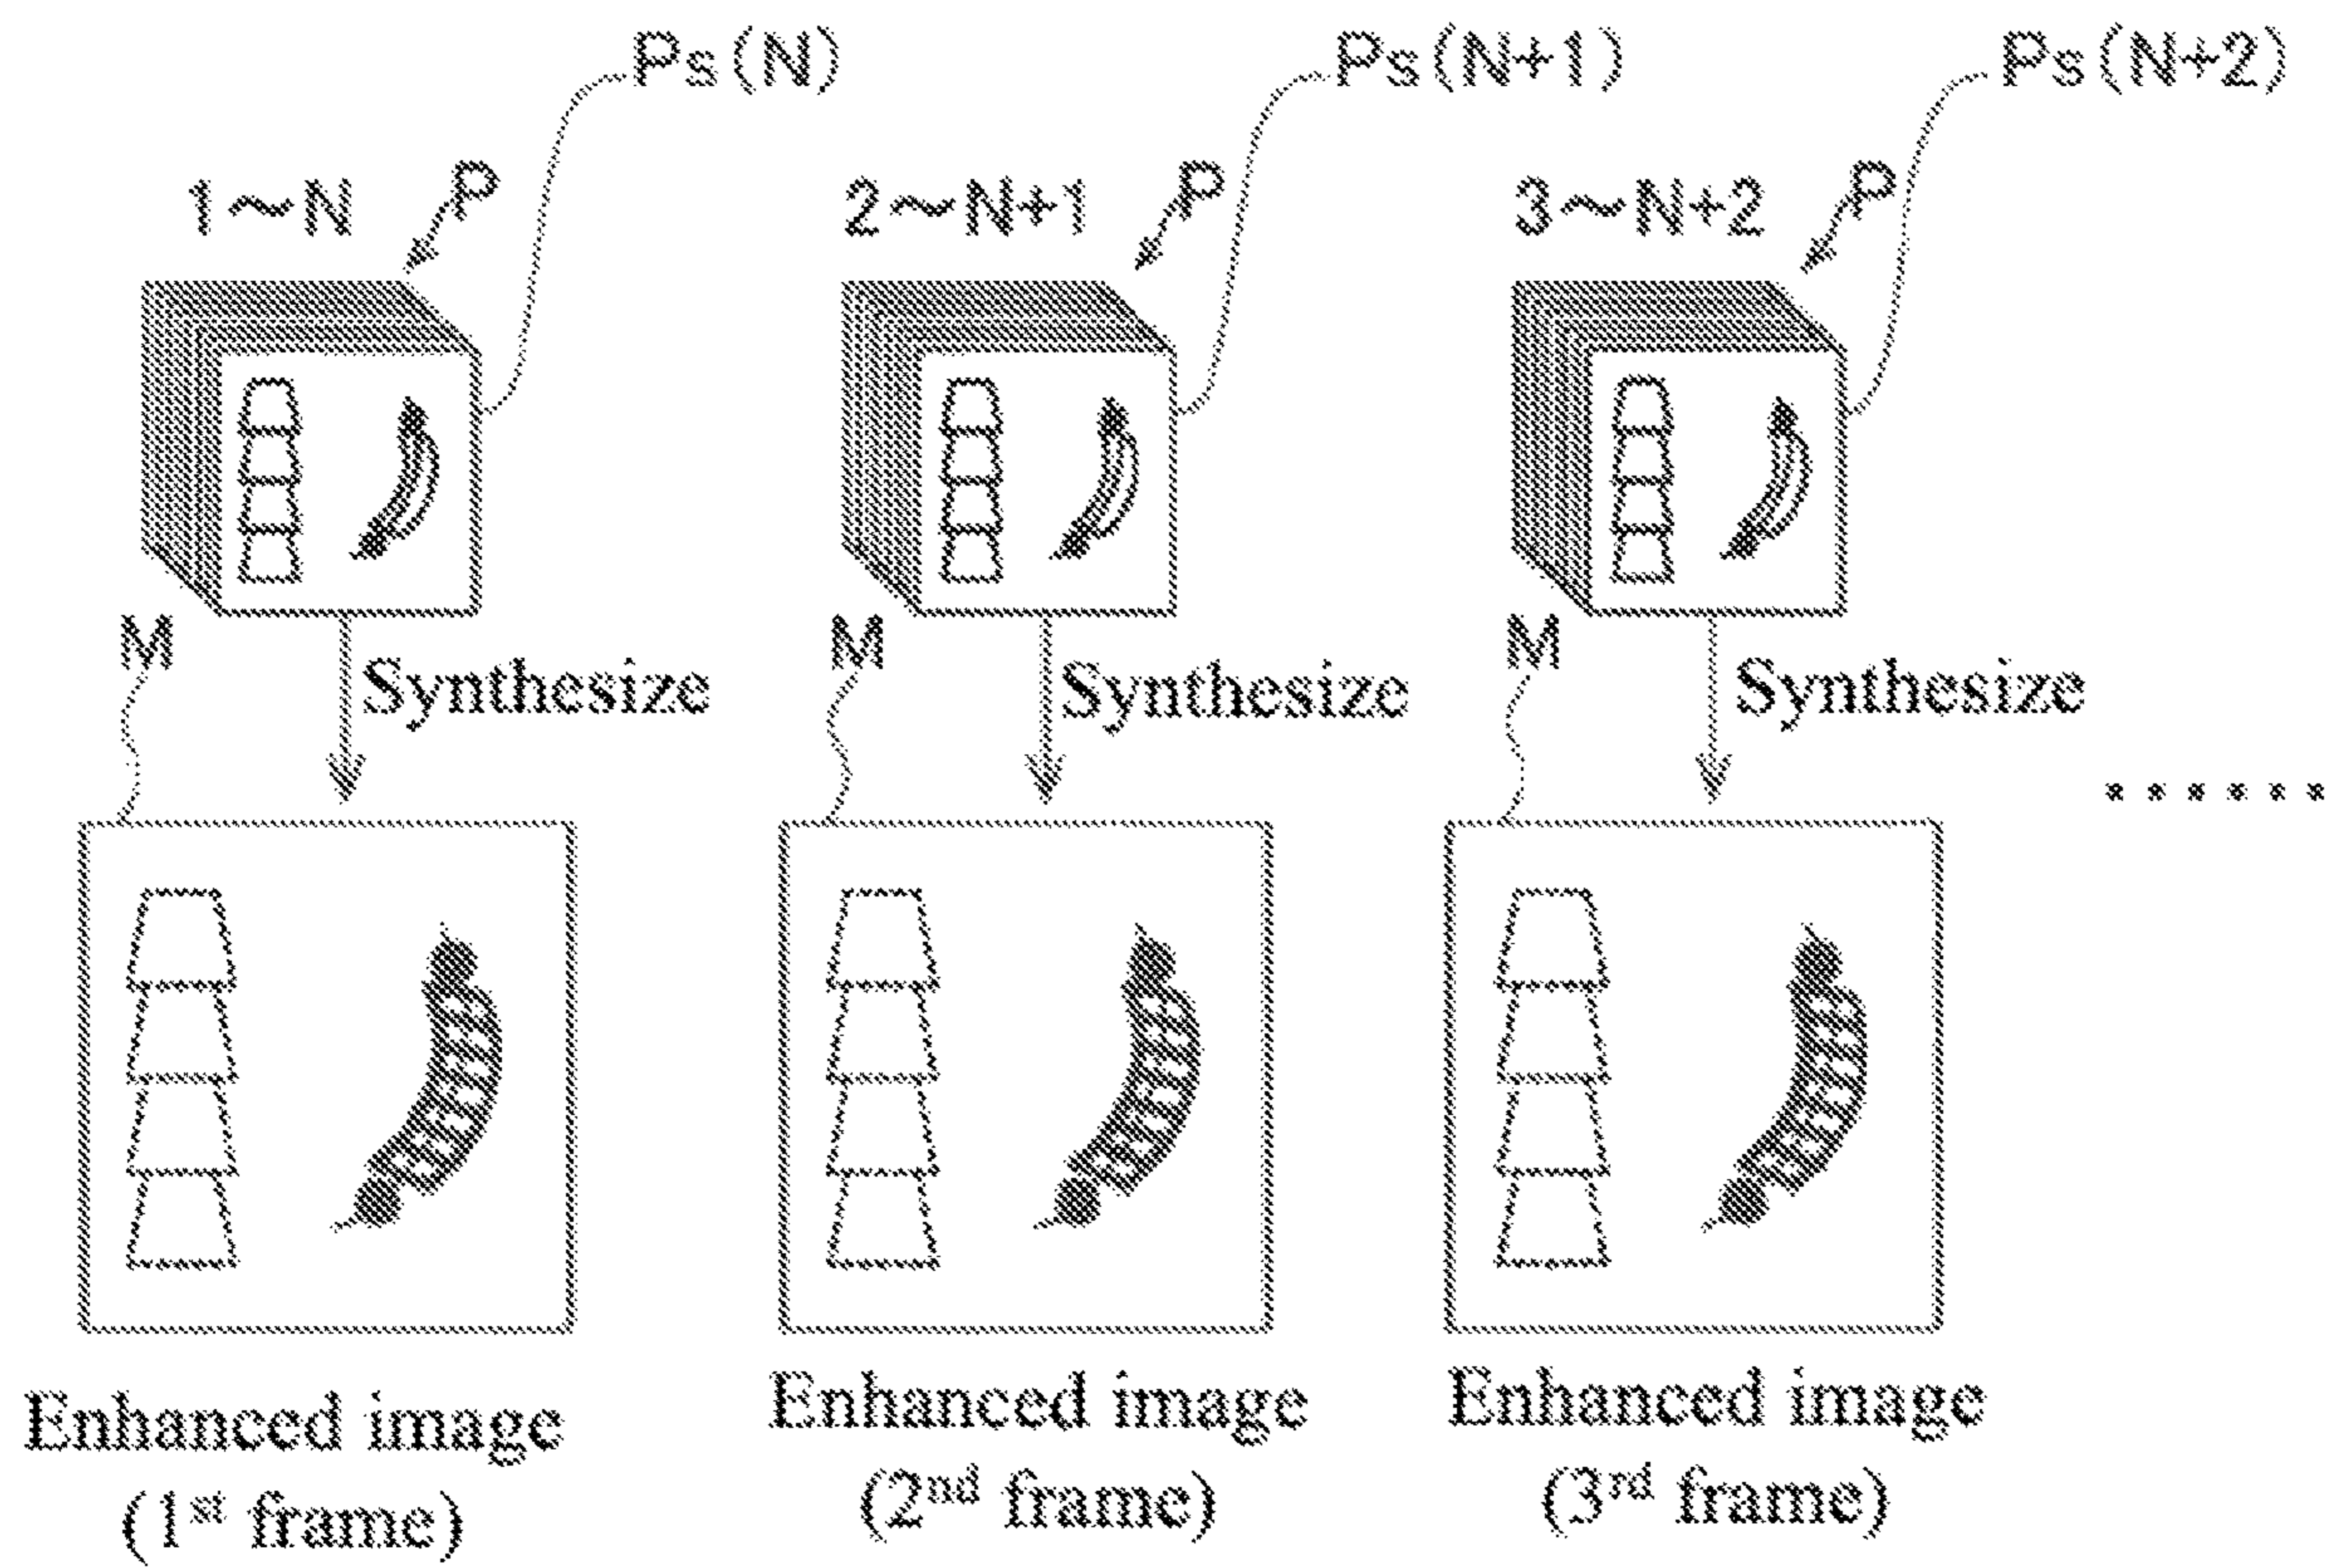 Ps(N) Ps(N+1) Ps(N+2)
1~N P 2~N+1 P 3~N+2 P
M M M
Synthesize Synthesize Synthesize
......
Enhanced image Enhanced image Enhanced image
(1st frame) (2nd frame) (3rd frame)